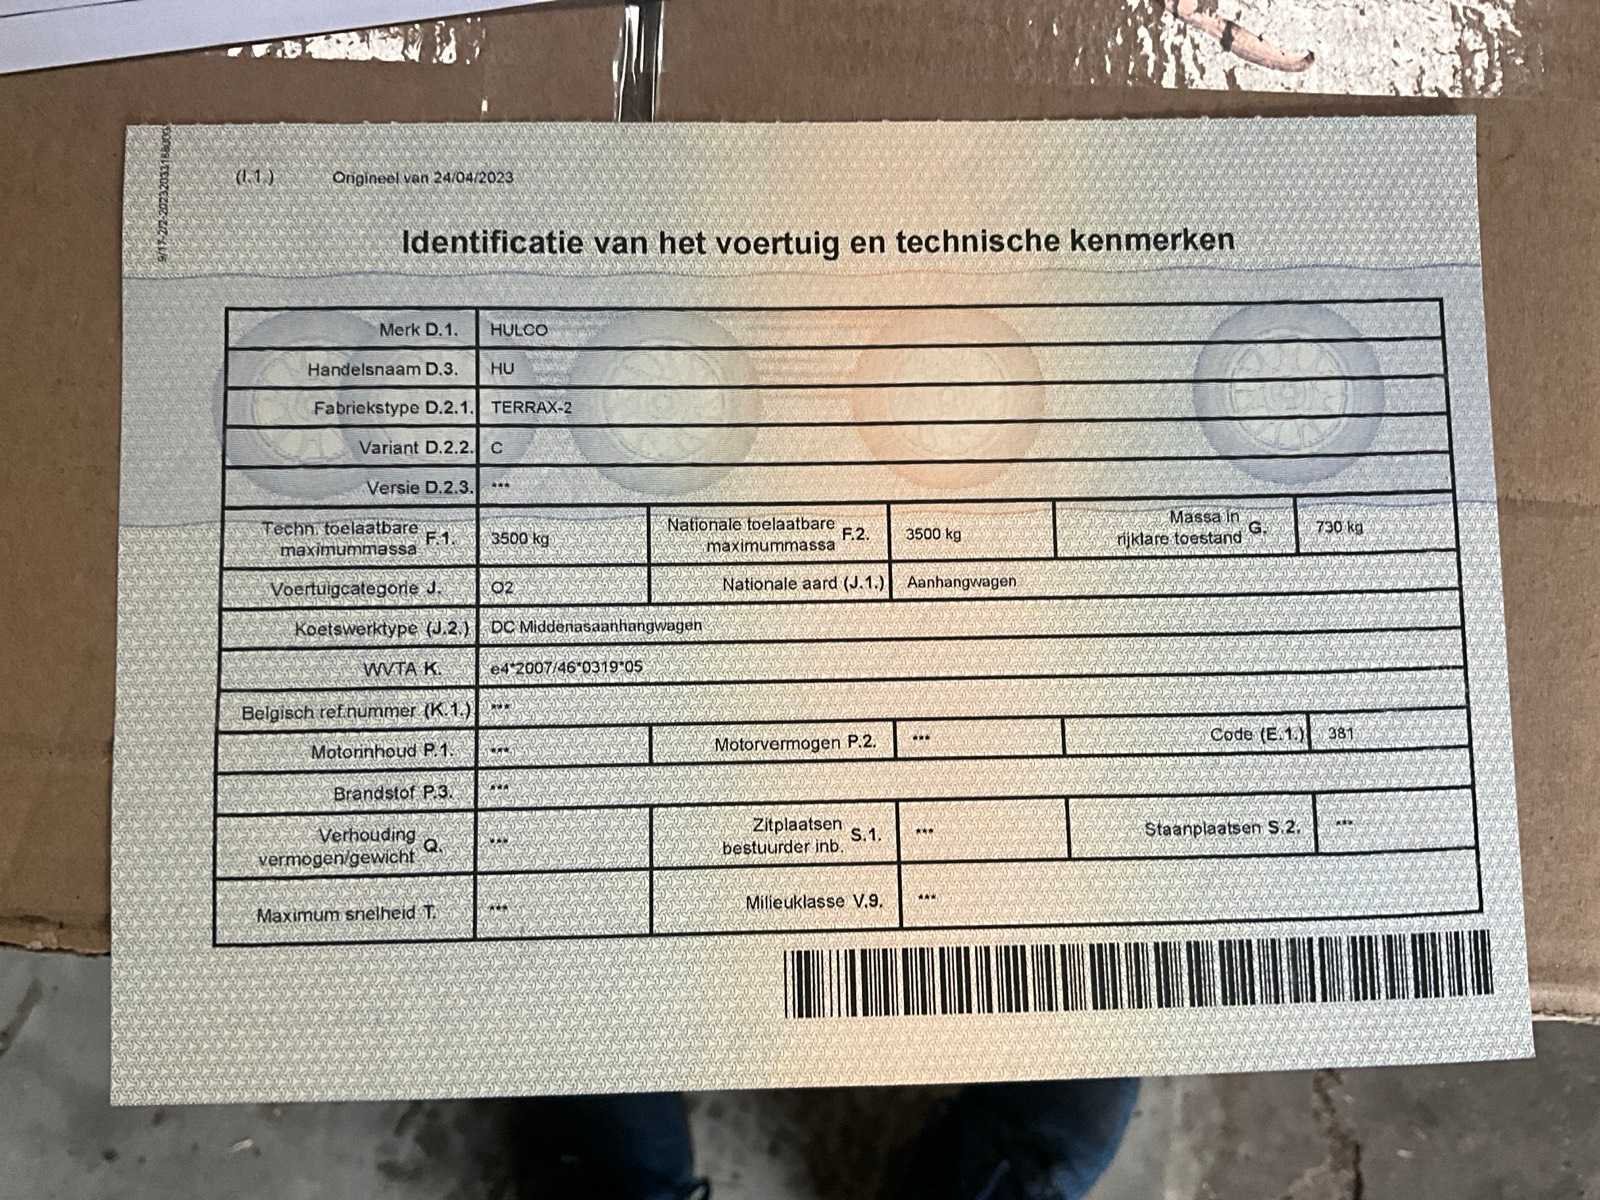 (I.1.) Origineel van 24/04/2023
Identificatie van het voertuig en technische kenmerken
Merk D.1. HULCO
Handelsnaam D.3. HU
Fabriekstype D.2.1. TERRAX-2
Variant D.2.2. C
Versie D.2.3. ***
Techn. toelaatbare maximummassa F.1. 3500 kg Nationale toelaatbare maximummassa F.2. 3500 kg Massa in rijklare toestand G. 730 kg
Voertuigcategorie J. O2 Nationale aard (J.1.) Aanhangwagen
Koetswerktype (J.2.) DC Middenasaanhangwagen
WVTA K. e4*2007/46*0319*05
Belgisch ref.nummer (K.1.) ***
Motorinhoud P.1. *** Motorvermogen P.2. *** Code (E.1.) 381
Brandstof P.3. ***
Verhouding vermogen/gewicht Q. *** Zitplaatsen bestuurder inb. S.1. *** Staanplaatsen S.2. ***
Maximum snelheid T. *** Milieuklasse V.9. ***